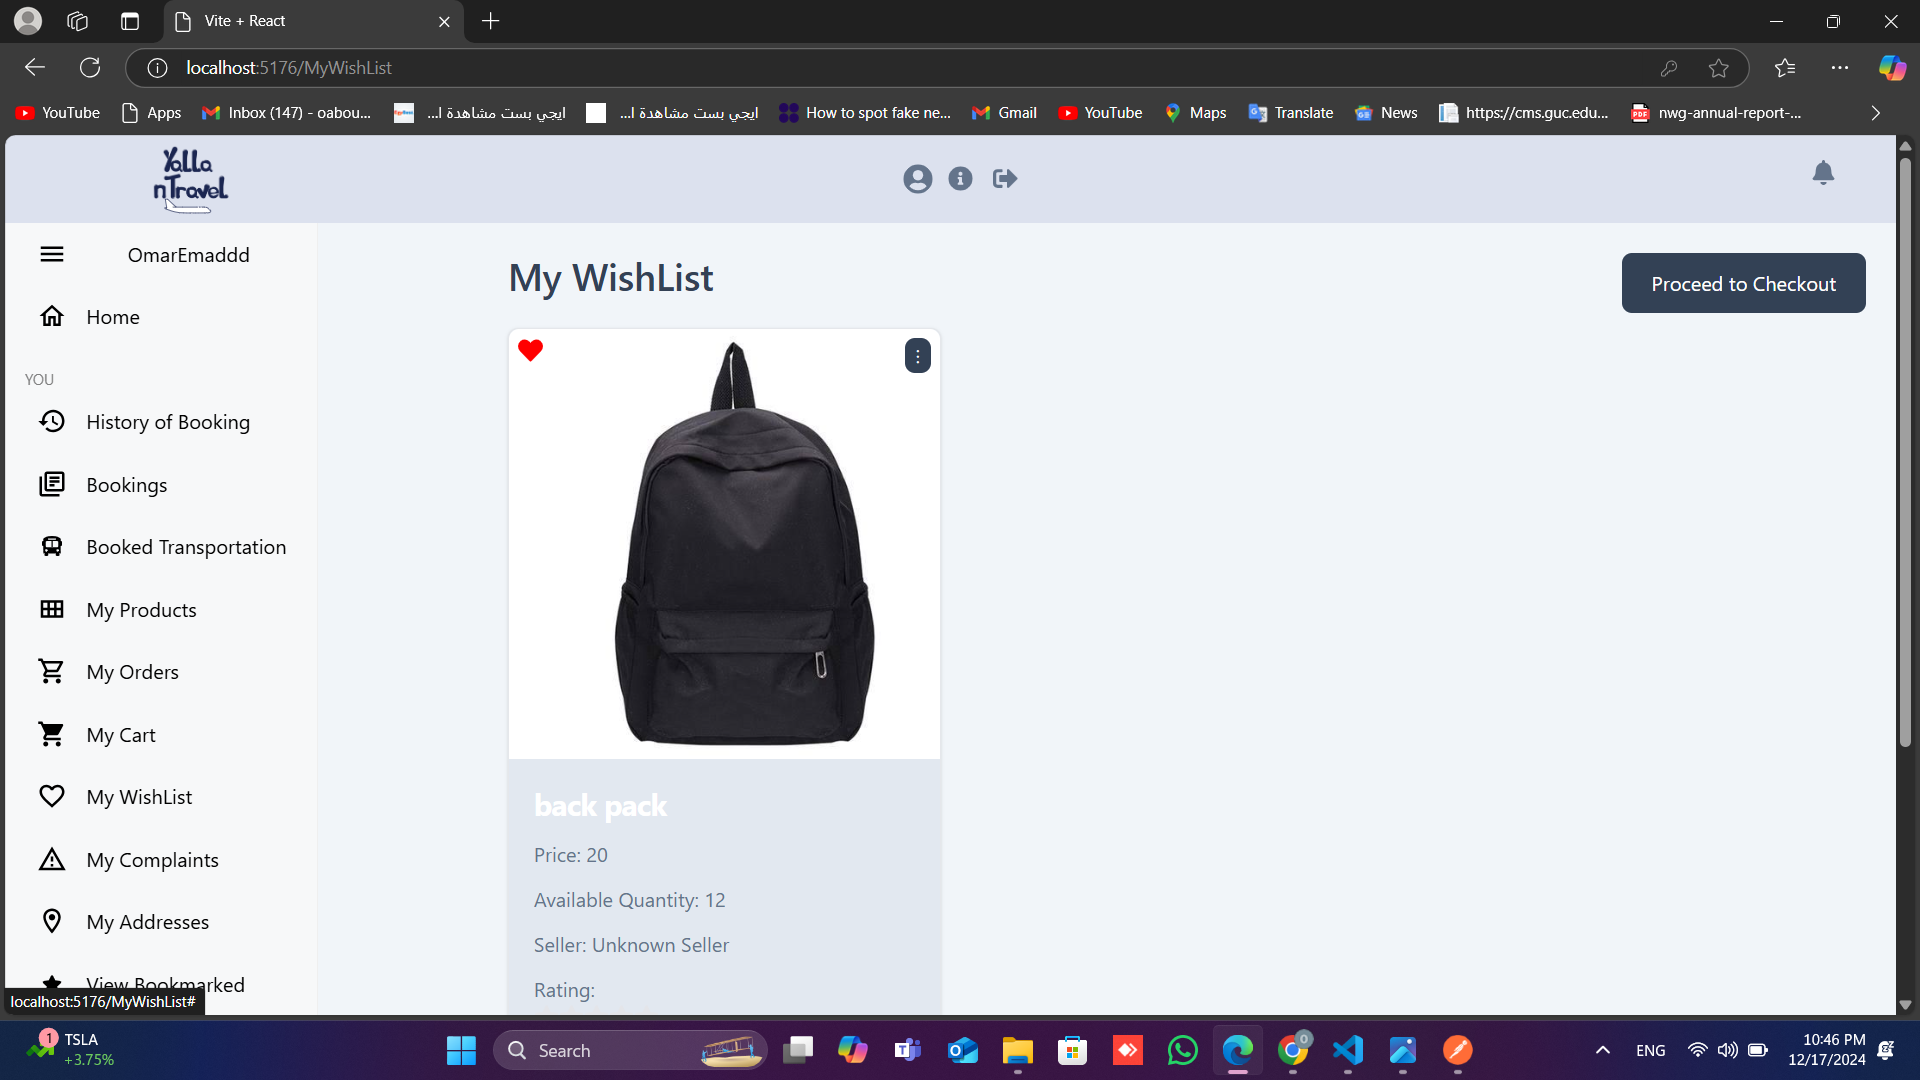 Vite + React
localhost:5176/MyWishList
YouTube
Apps
Inbox (147) - oabou...
ايجي بست مشاهدة ا...
ايجي بست مشاهدة ا...
How to spot fake ne...
Gmail
YouTube
Maps
Translate
News
https://cms.guc.edu...
nwg-annual-report-...
Yalla
nTravel
OmarEmaddd
Home
YOU
History of Booking
Bookings
Booked Transportation
My Products
My Orders
My Cart
My WishList
My Complaints
My Addresses
View Bookmarked
My WishList
Proceed to Checkout
back pack
Price: 20
Available Quantity: 12
Seller: Unknown Seller
Rating:
localhost:5176/MyWishList#
1
TSLA
+3.75%
Search
0
ENG
10:46 PM
12/17/2024